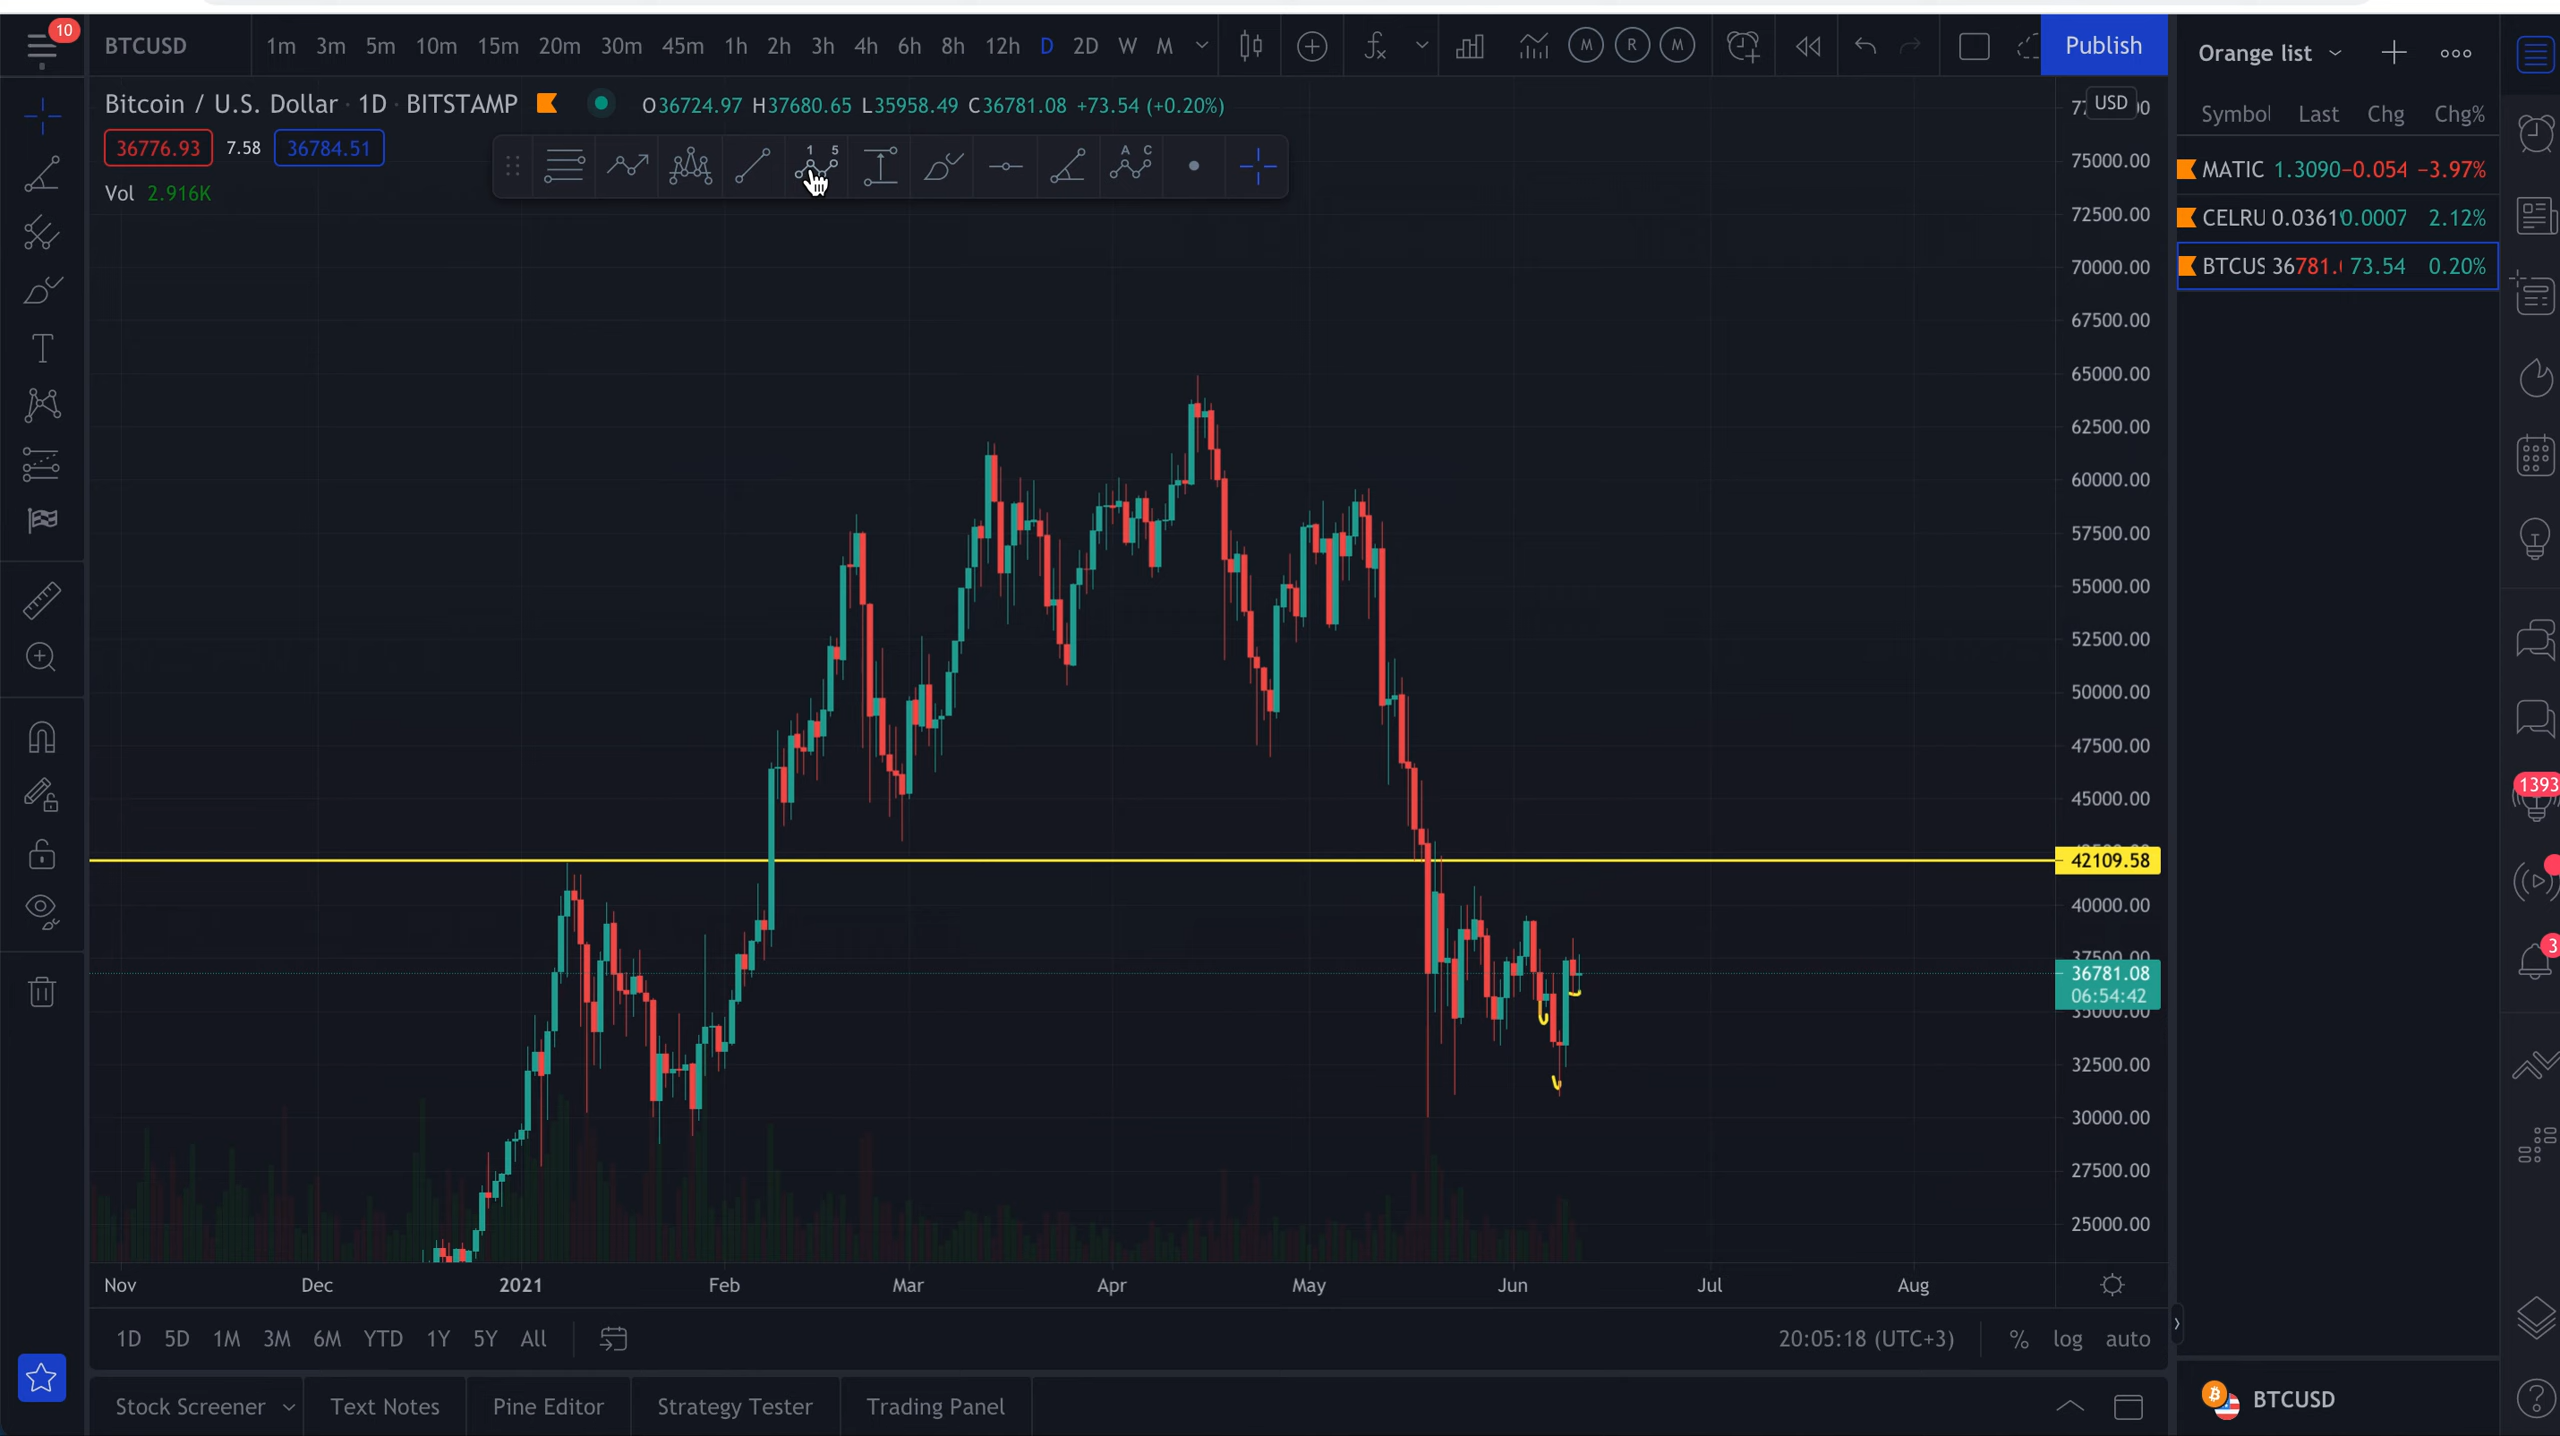 10
BTCUSD 1m 3m 5m 10m 15m 20m 30m 45m 1h 2h 3h 4h 6h 8h 12h D 2D W M M R M Publish
Orange list
Symbol Last Chg Chg%
Bitcoin / U.S. Dollar · 1D · BITSTAMP O36724.97 H37680.65 L35958.49 C36781.08 +73.54 (+0.20%)
USD
36776.93 7.58 36784.51
1 5
A C
Vol 2.916K
MATIC 1.3090 −0.054 −3.97%
CELRU 0.0361 0.0007 2.12%
BTCUS 36781. 73.54 0.20%
75000.00
72500.00
70000.00
67500.00
65000.00
62500.00
60000.00
57500.00
55000.00
52500.00
50000.00
47500.00
45000.00
42109.58
40000.00
37500.00
36781.08
06:54:42
35000.00
32500.00
30000.00
27500.00
25000.00
1393
3
Nov Dec 2021 Feb Mar Apr May Jun Jul Aug
1D 5D 1M 3M 6M YTD 1Y 5Y All 20:05:18 (UTC+3) % log auto
Stock Screener Text Notes Pine Editor Strategy Tester Trading Panel
BTCUSD